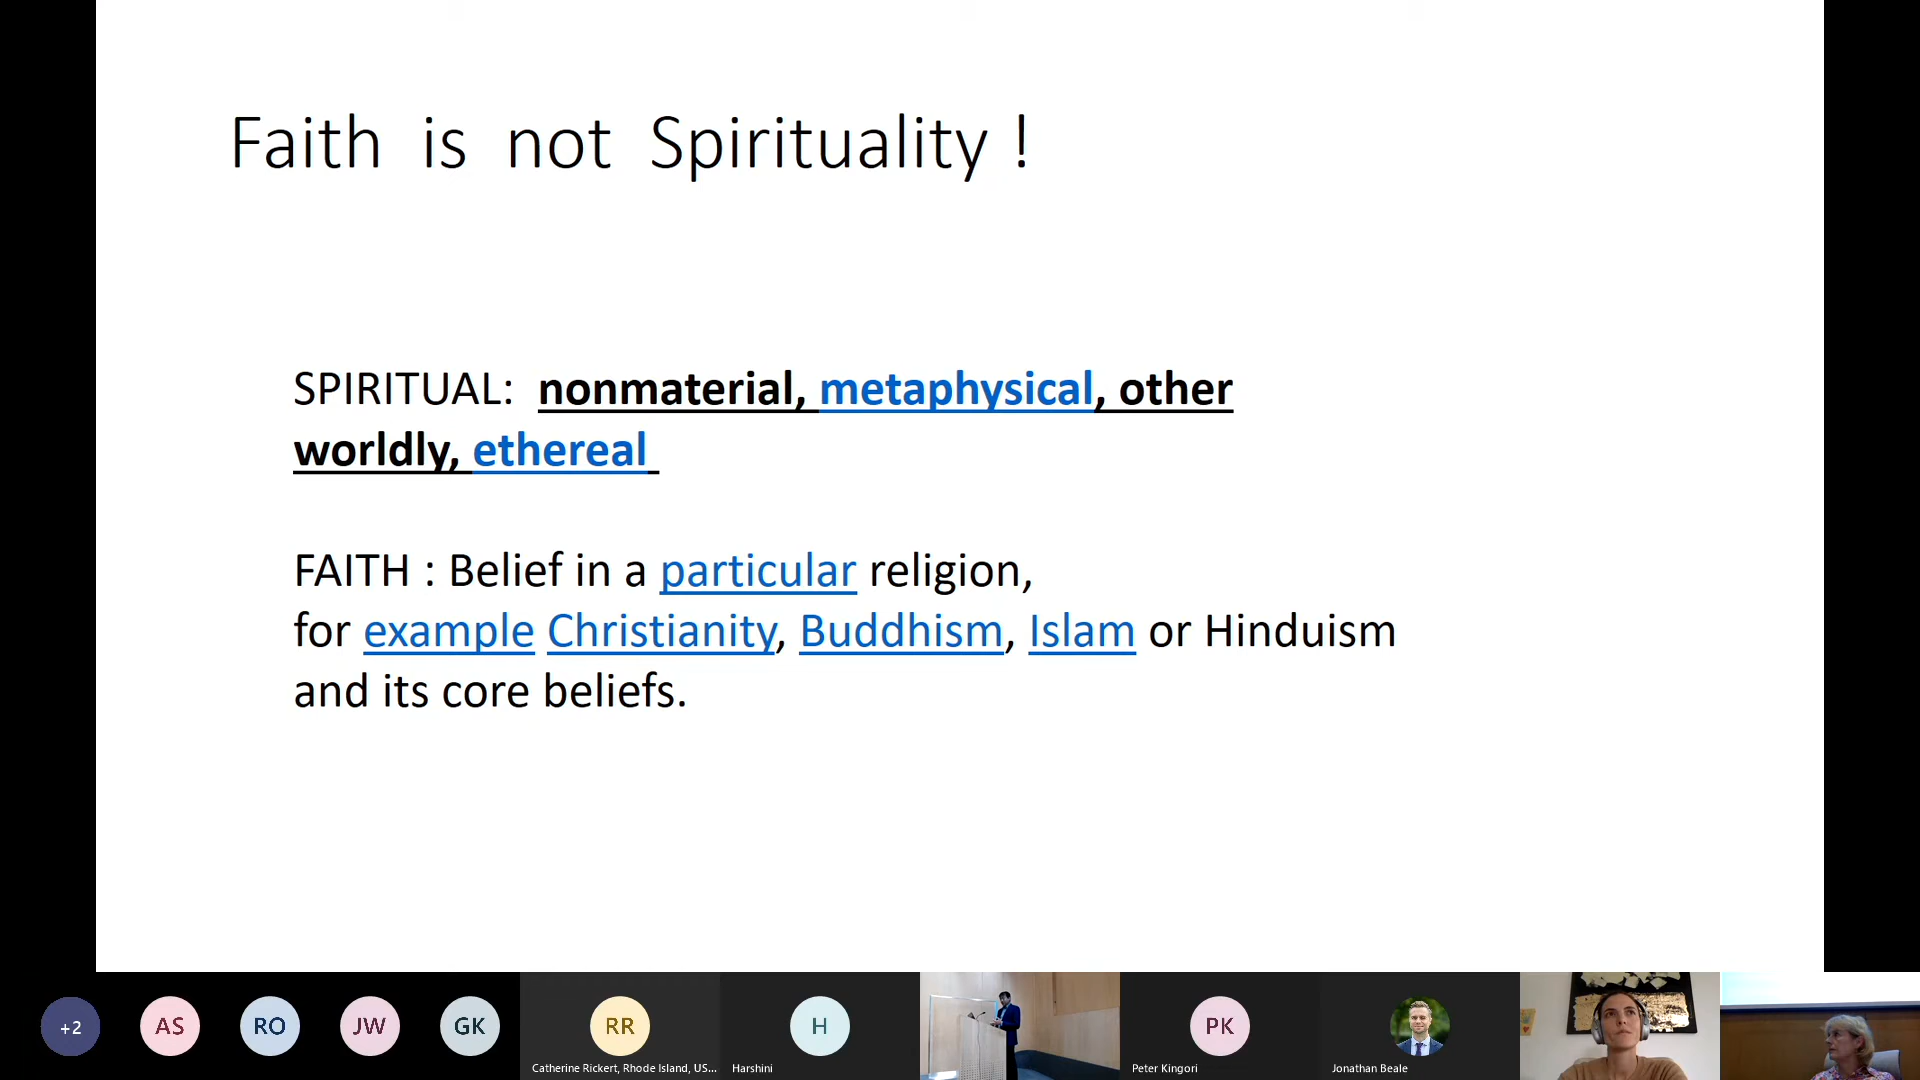 Faith is not Spirituality !
SPIRITUAL: nonmaterial, metaphysical, other
worldly, ethereal
FAITH : Belief in a particular religion,
for example Christianity, Buddhism, Islam or Hinduism
and its core beliefs.
+2
AS
RO
JW
GK
RR
Catherine Rickert, Rhode Island, US...
H
Harshini
PK
Peter Kingori
Jonathan Beale